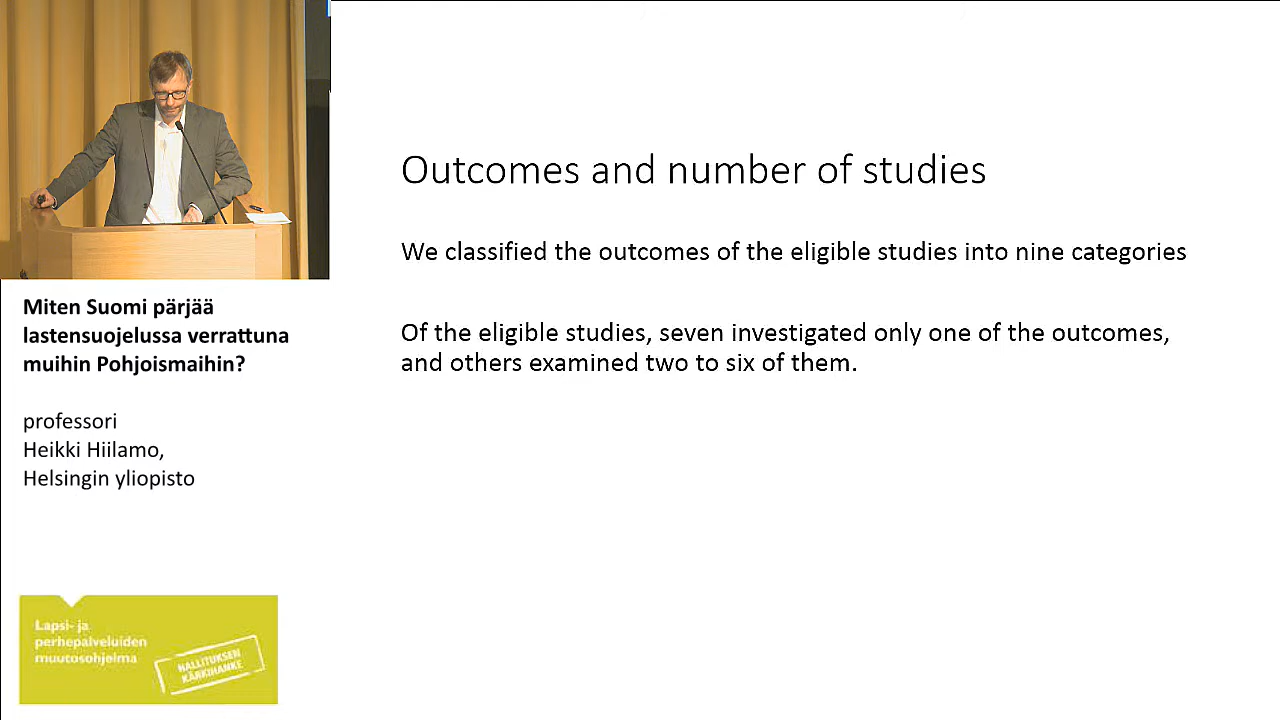 Outcomes and number of studies
We classified the outcomes of the eligible studies into nine categories
Of the eligible studies, seven investigated only one of the outcomes,
and others examined two to six of them.
Miten Suomi pärjää
lastensuojelussa verrattuna
muihin Pohjoismaihin?
professori
Heikki Hiilamo,
Helsingin yliopisto
Lapsi- ja
perhepalveluiden
muutosohjelma
HALLITUKSEN
KÄRKIHANKE